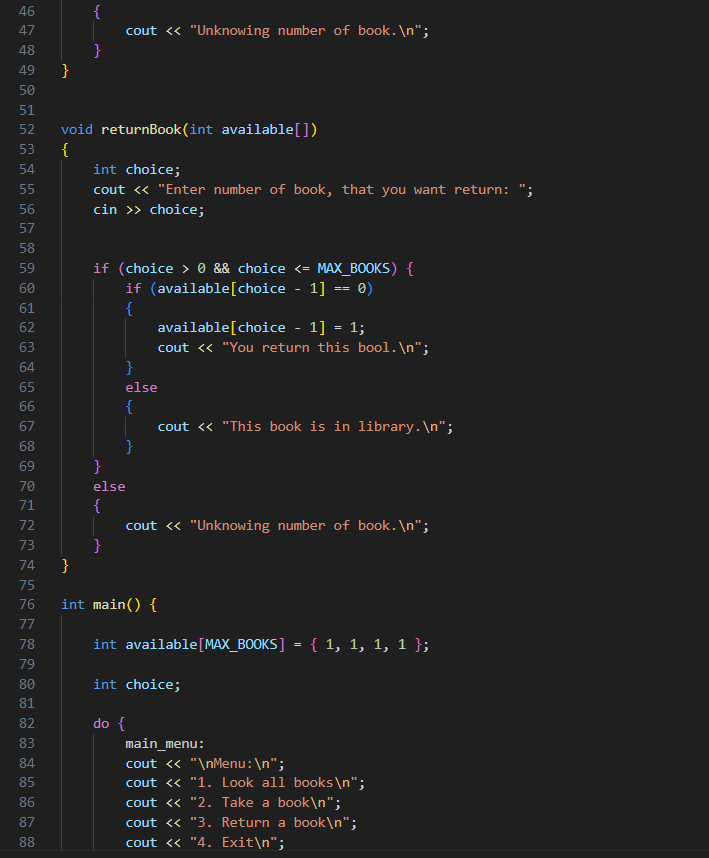 46 {
47 cout << "Unknowing number of book.\n";
48 }
49 }
50
51
52 void returnBook(int available[])
53 {
54 int choice;
55 cout << "Enter number of book, that you want return: ";
56 cin >> choice;
57
58
59 if (choice > 0 && choice <= MAX_BOOKS) {
60 if (available[choice - 1] == 0)
61 {
62 available[choice - 1] = 1;
63 cout << "You return this bool.\n";
64 }
65 else
66 {
67 cout << "This book is in library.\n";
68 }
69 }
70 else
71 {
72 cout << "Unknowing number of book.\n";
73 }
74 }
75
76 int main() {
77
78 int available[MAX_BOOKS] = { 1, 1, 1, 1 };
79
80 int choice;
81
82 do {
83 main_menu:
84 cout << "\nMenu:\n";
85 cout << "1. Look all books\n";
86 cout << "2. Take a book\n";
87 cout << "3. Return a book\n";
88 cout << "4. Exit\n";